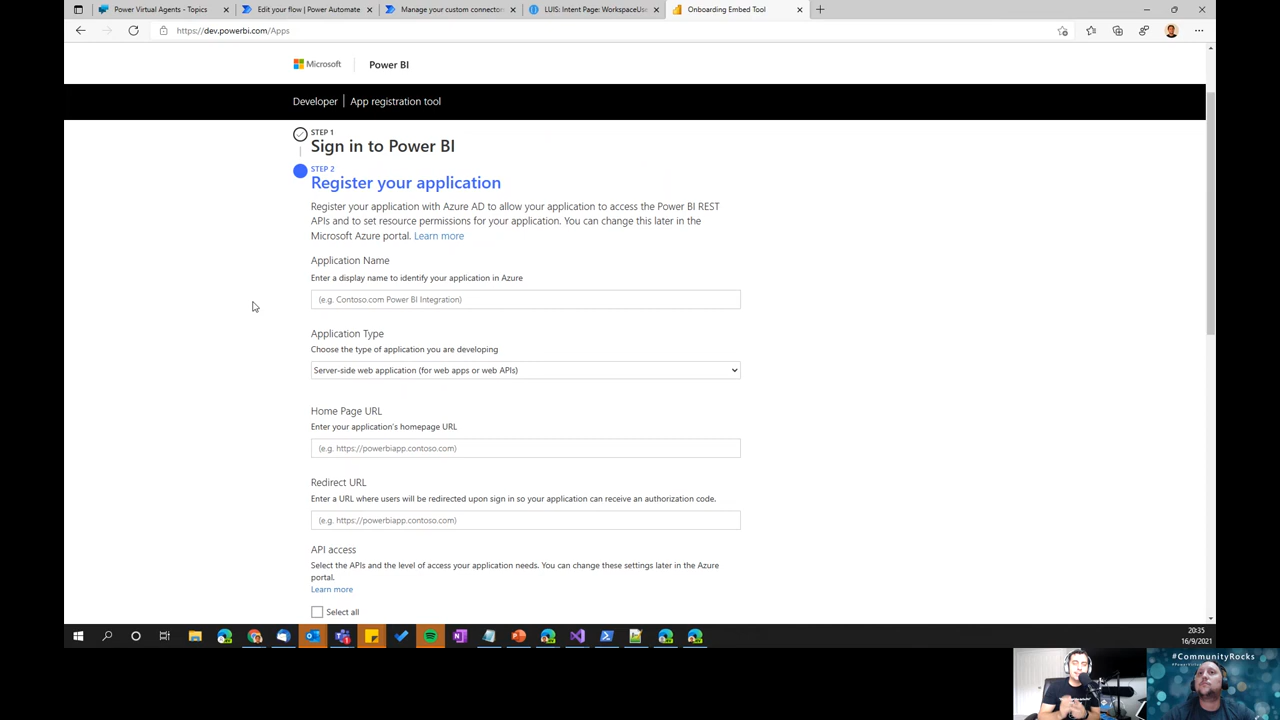 Power Virtual Agents - Topics
Edit your flow | Power Automate
Manage your custom connector
LUIS: Intent Page: WorkspaceUse
Onboarding Embed Tool
https://dev.powerbi.com/Apps
Microsoft
Power BI
Developer
App registration tool
STEP 1
Sign in to Power BI
STEP 2
Register your application
Register your application with Azure AD to allow your application to access the Power BI REST
APIs and to set resource permissions for your application. You can change this later in the
Microsoft Azure portal. Learn more
Application Name
Enter a display name to identify your application in Azure
(e.g. Contoso.com Power BI Integration)
Application Type
Choose the type of application you are developing
Server-side web application (for web apps or web APIs)
Home Page URL
Enter your application's homepage URL
(e.g. https://powerbiapp.contoso.com)
Redirect URL
Enter a URL where users will be redirected upon sign in so your application can receive an authorization code.
(e.g. https://powerbiapp.contoso.com)
API access
Select the APIs and the level of access your application needs. You can change these settings later in the Azure
portal.
Learn more
Select all
20:35
16/9/2021
#CommunityRocks